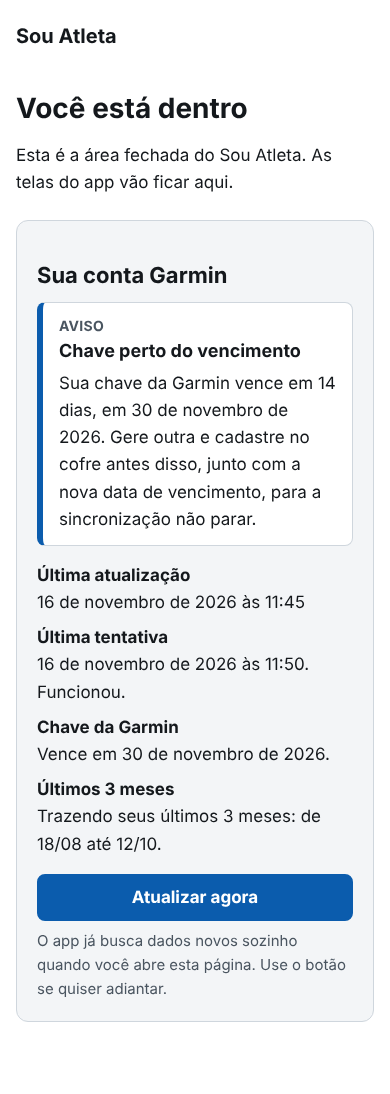 Sou Atleta
Você está dentro
Esta é a área fechada do Sou Atleta. As
telas do app vão ficar aqui.
Sua conta Garmin
AVISO
Chave perto do vencimento
Sua chave da Garmin vence em 14
dias, em 30 de novembro de
2026. Gere outra e cadastre no
cofre antes disso, junto com a
nova data de vencimento, para a
sincronização não parar.
Última atualização
16 de novembro de 2026 às 11:45
Última tentativa
16 de novembro de 2026 às 11:50.
Funcionou.
Chave da Garmin
Vence em 30 de novembro de 2026.
Últimos 3 meses
Trazendo seus últimos 3 meses: de
18/08 até 12/10.
Atualizar agora
O app já busca dados novos sozinho
quando você abre esta página. Use o botão
se quiser adiantar.